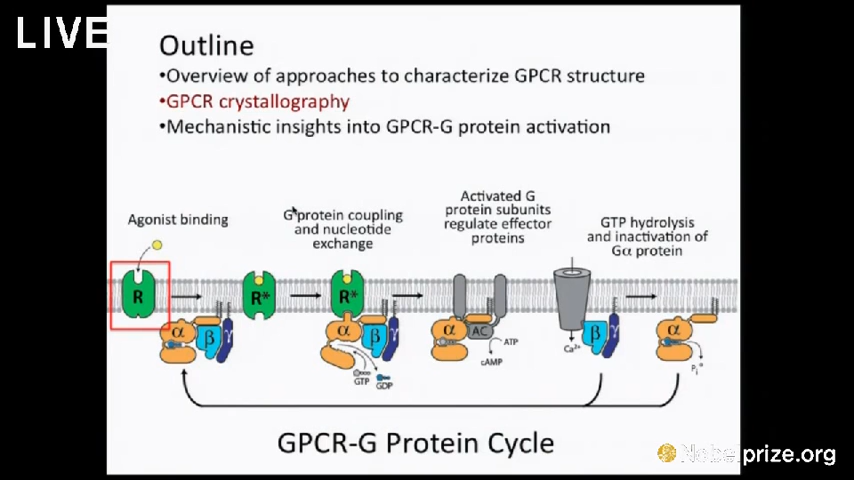 LIVE
Outline
•Overview of approaches to characterize GPCR structure
•GPCR crystallography
•Mechanistic insights into GPCR-G protein activation
Agonist binding
G protein coupling
and nucleotide
exchange
Activated G
protein subunits
regulate effector
proteins
GTP hydrolysis
and inactivation of
Gα protein
R
R*
R*
α
β
γ
α
β
γ
α
AC
β
γ
α
ATP
cAMP
Ca²⁺
GTP
GDP
GPCR-G Protein Cycle
Nobelprize.org